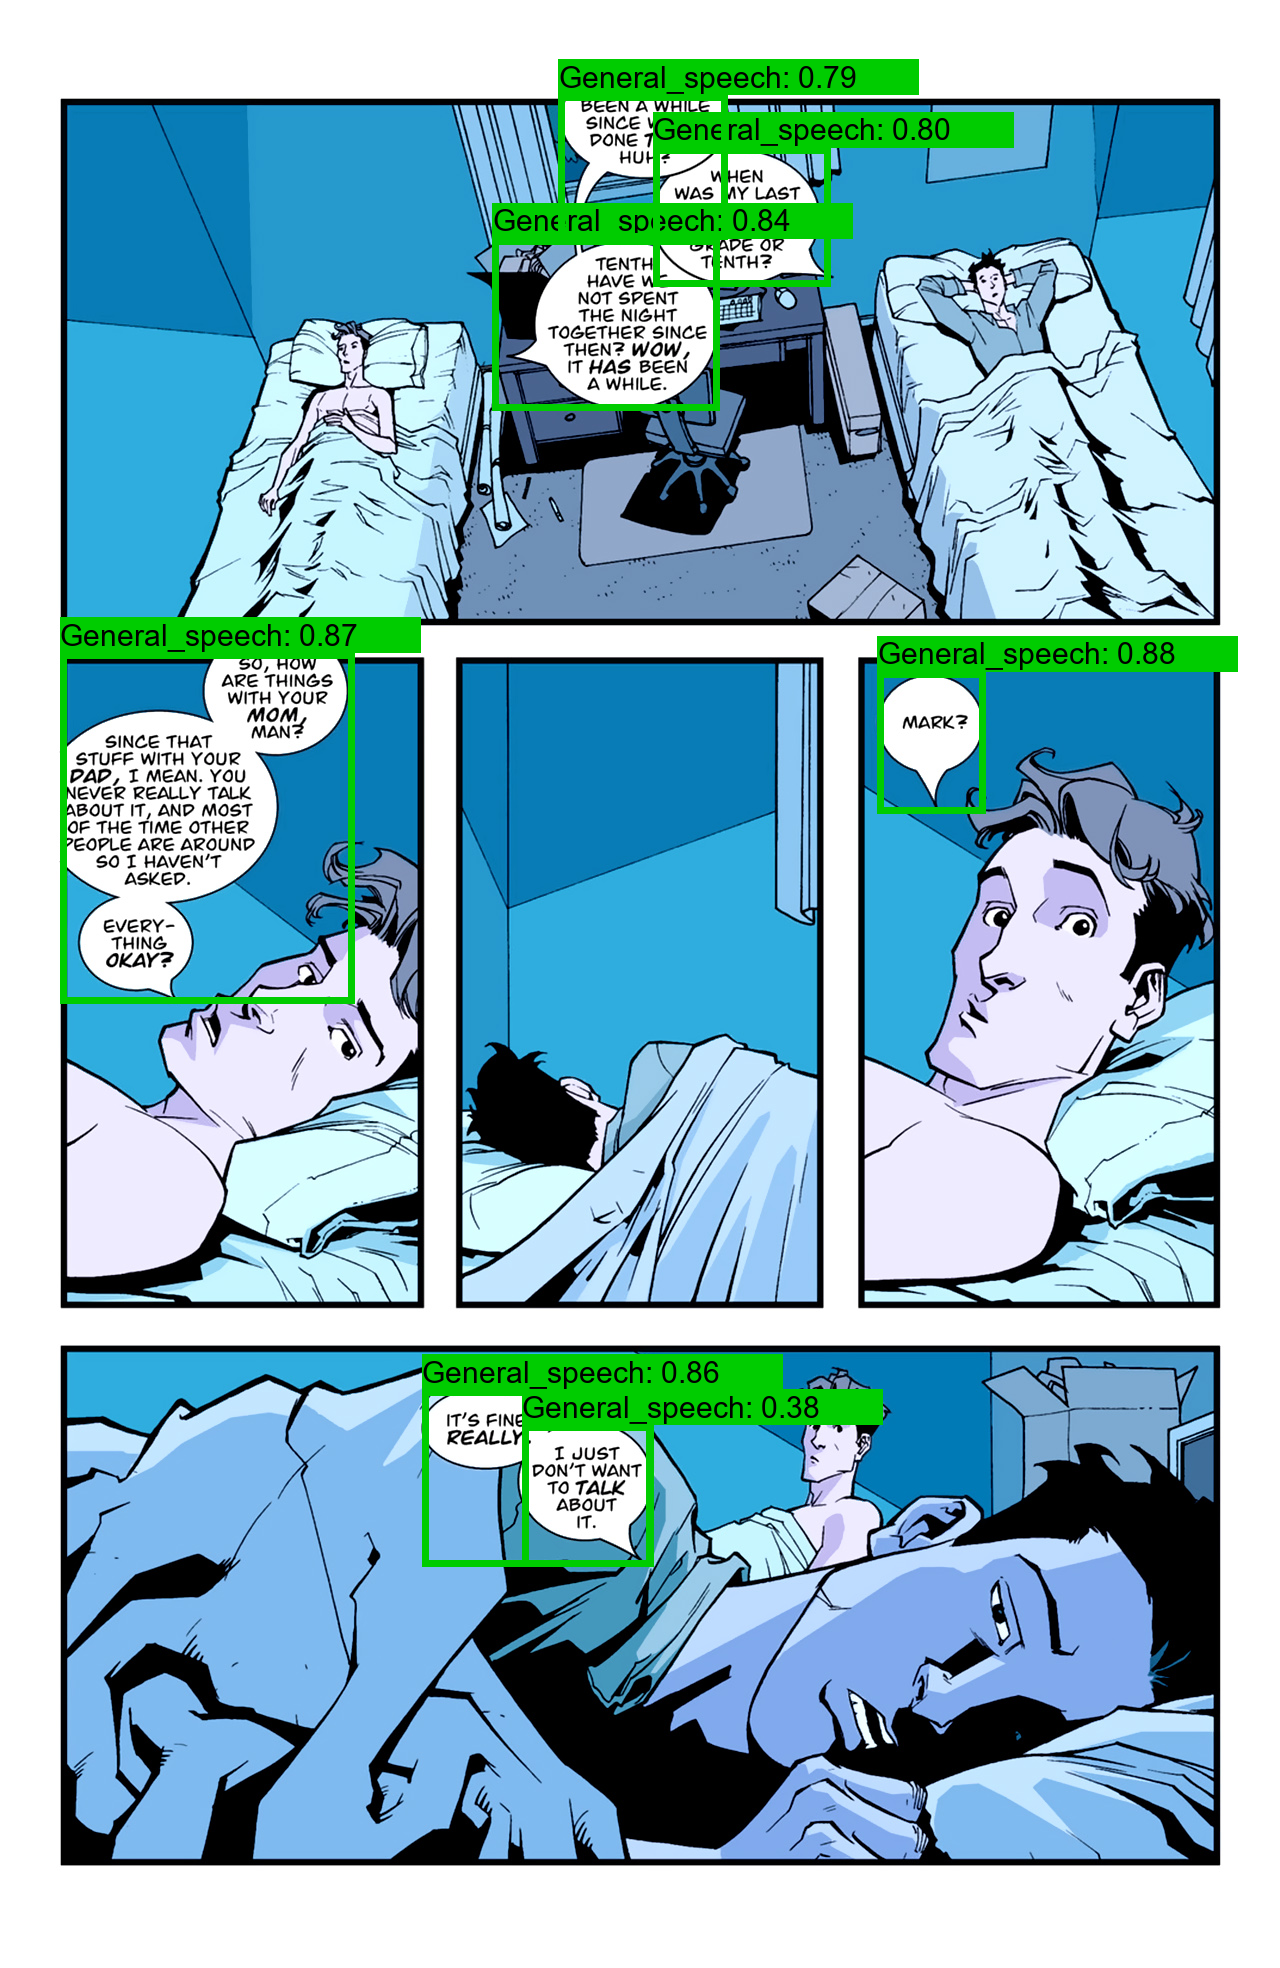 General_speech: 0.79
BEEN A WHILE
SINCE
DONE
HUH?
General_speech: 0.80
WHEN
WAS MY LAST
General_speech: 0.84
GRADE OR
TENTH?
TENTH
HAVE WE
NOT SPENT
THE NIGHT
TOGETHER SINCE
THEN? WOW,
IT HAS BEEN
A WHILE.
General_speech: 0.87
SO, HOW
ARE THINGS
WITH YOUR
MOM,
MAN?
SINCE THAT
STUFF WITH YOUR
DAD, I MEAN. YOU
NEVER REALLY TALK
ABOUT IT, AND MOST
OF THE TIME OTHER
PEOPLE ARE AROUND
SO I HAVEN'T
ASKED.
EVERY-
THING
OKAY?
General_speech: 0.88
MARK?
General_speech: 0.86
IT'S FINE
REALLY.
General_speech: 0.38
I JUST
DON'T WANT
TO TALK
ABOUT
IT.